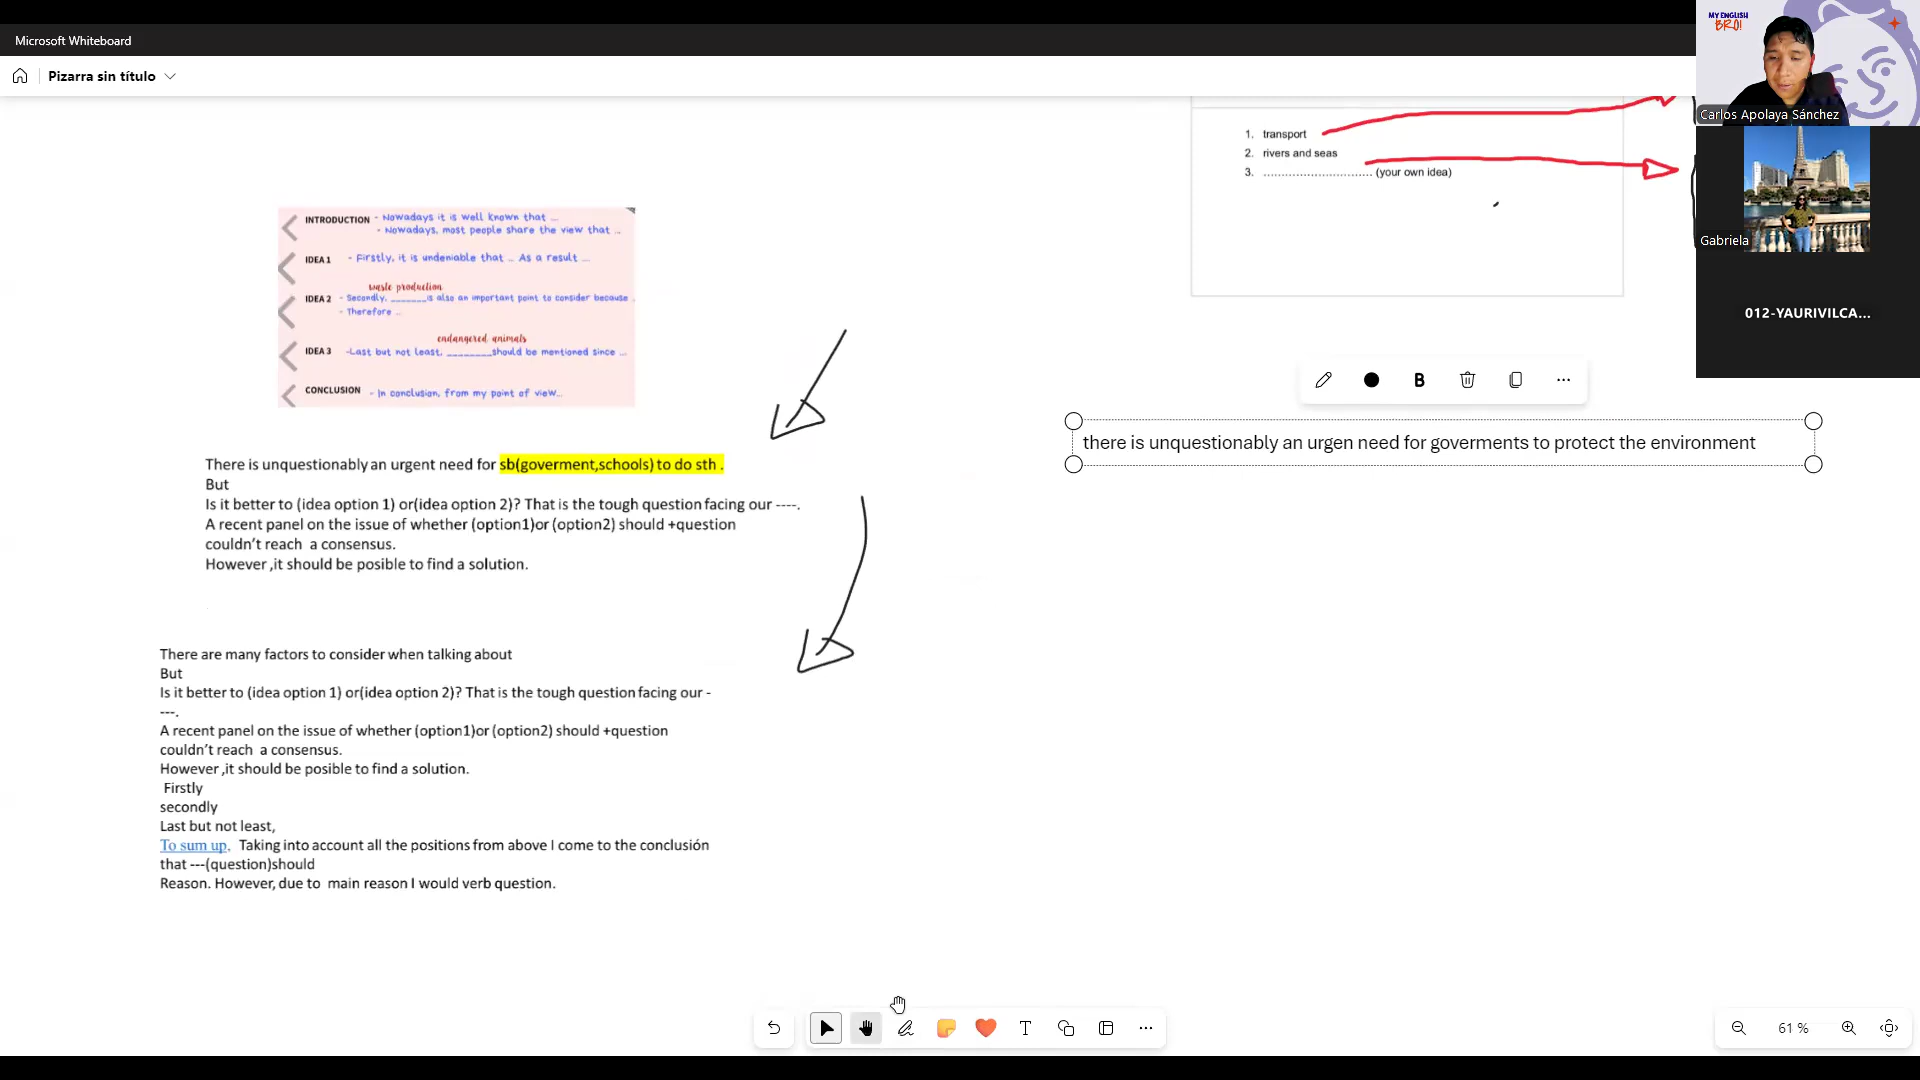 Microsoft Whiteboard
Pizarra sin título
MY ENGLISH
BRO!
Carlos Apolaya Sánchez
Gabriela
012-YAURIVILCA...
1. transport
2. rivers and seas
3. ................................ (your own idea)
INTRODUCTION - Nowadays it is well known that ...
- Nowadays, most people share the view that ...
IDEA 1 - Firstly, it is undeniable that ... As a result ...
waste production
IDEA 2 - Secondly, _______is also an important point to consider because .
- Therefore ...
endangered animals
IDEA 3 -Last but not least, ________should be mentioned since ...
CONCLUSION - In conclusion, from my point of view...
There is unquestionably an urgent need for sb(goverment,schools) to do sth .
But
Is it better to (idea option 1) or(idea option 2)? That is the tough question facing our ----.
A recent panel on the issue of whether (option1)or (option2) should +question
couldn't reach a consensus.
However ,it should be posible to find a solution.
there is unquestionably an urgen need for goverments to protect the environment
There are many factors to consider when talking about
But
Is it better to (idea option 1) or(idea option 2)? That is the tough question facing our -
---.
A recent panel on the issue of whether (option1)or (option2) should +question
couldn't reach a consensus.
However ,it should be posible to find a solution.
Firstly
secondly
Last but not least,
To sum up. Taking into account all the positions from above I come to the conclusión
that ---(question)should
Reason. However, due to main reason I would verb question.
B
T
61 %